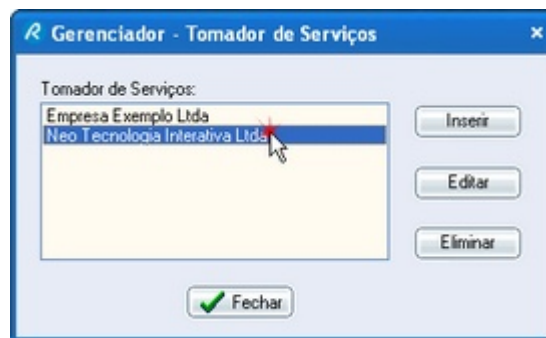 Gerenciador - Tomador de Serviços
Tomador de Serviços:
Empresa Exemplo Ltda
Neo Tecnologia Interativa Ltda
Inserir
Editar
Eliminar
Fechar